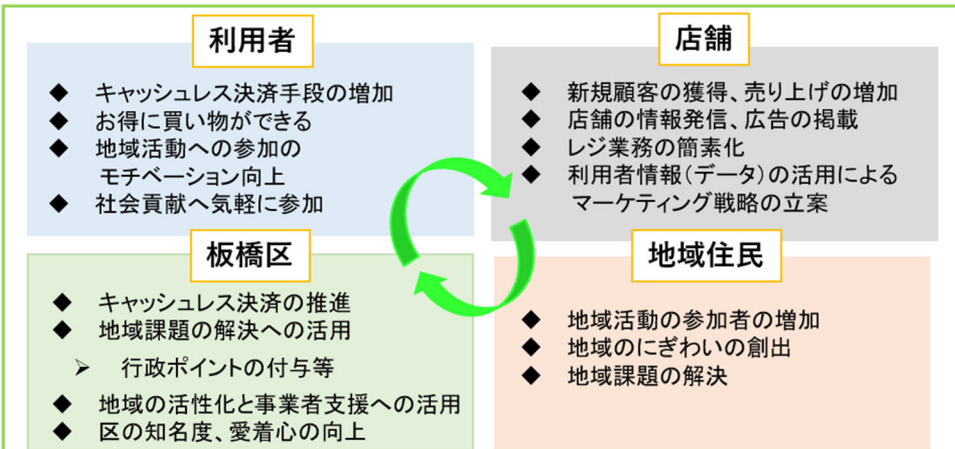 利用者
◆ キャッシュレス決済手段の増加
◆ お得に買い物ができる
◆ 地域活動への参加の
モチベーション向上
◆ 社会貢献へ気軽に参加
店舗
◆ 新規顧客の獲得、売り上げの増加
◆ 店舗の情報発信、広告の掲載
◆ レジ業務の簡素化
◆ 利用者情報(データ)の活用による
マーケティング戦略の立案
板橋区
◆ キャッシュレス決済の推進
◆ 地域課題の解決への活用
➢ 行政ポイントの付与等
◆ 地域の活性化と事業者支援への活用
◆ 区の知名度、愛着心の向上
地域住民
◆ 地域活動の参加者の増加
◆ 地域のにぎわいの創出
◆ 地域課題の解決